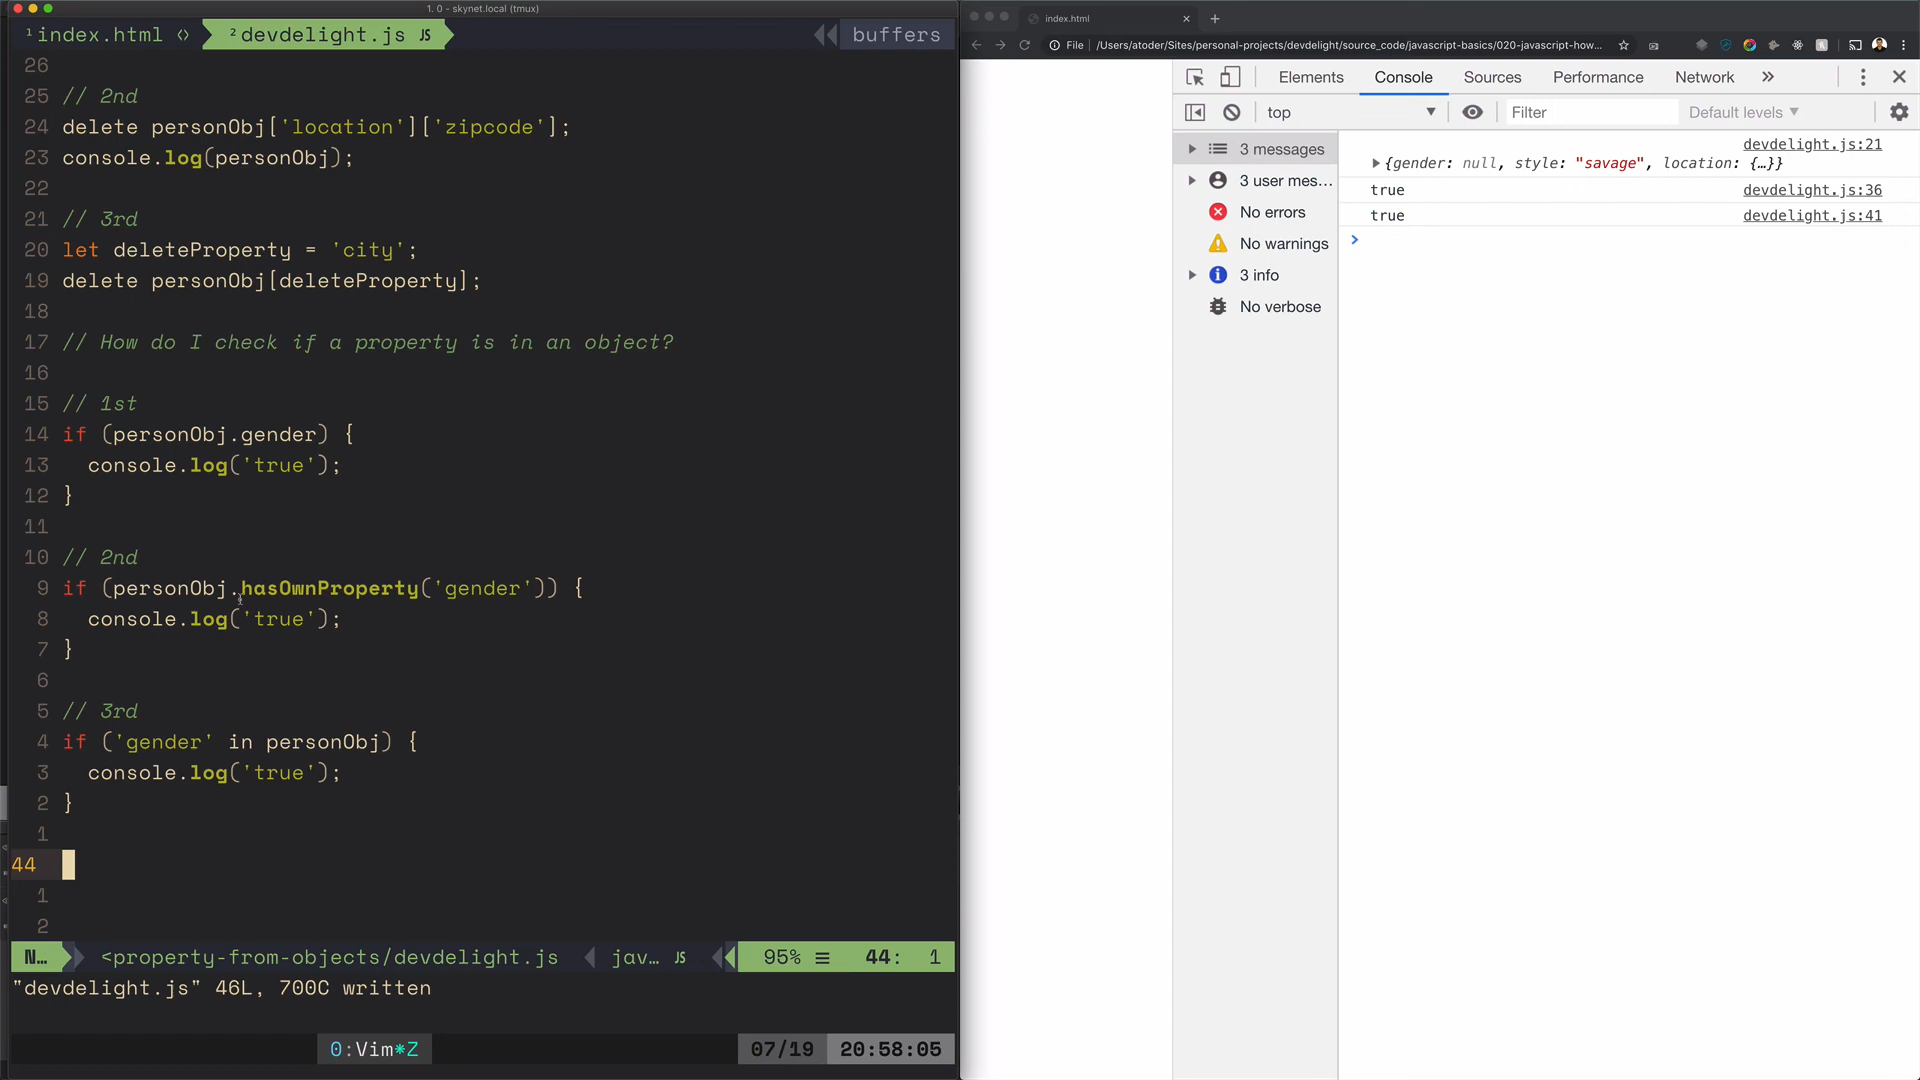 1. 0 - skynet.local (tmux)
¹index.html <> ²devdelight.js JS buffers
26
25 // 2nd
24 delete personObj['location']['zipcode'];
23 console.log(personObj);
22
21 // 3rd
20 let deleteProperty = 'city';
19 delete personObj[deleteProperty];
18
17 // How do I check if a property is in an object?
16
15 // 1st
14 if (personObj.gender) {
13 console.log('true');
12 }
11
10 // 2nd
9 if (personObj.hasOwnProperty('gender')) {
8 console.log('true');
7 }
6
5 // 3rd
4 if ('gender' in personObj) {
3 console.log('true');
2 }
1
44
1
2
N… <property-from-objects/devdelight.js jav… JS 95% ≡ 44: 1
"devdelight.js" 46L, 700C written
0:Vim*Z 07/19 20:58:05
index.html
File /Users/atoder/Sites/personal-projects/devdelight/source_code/javascript-basics/020-javascript-how...
Elements Console Sources Performance Network »
top Filter Default levels
3 messages
3 user mes…
No errors
No warnings
3 info
No verbose
devdelight.js:21
{gender: null, style: "savage", location: {…}}
true devdelight.js:36
true devdelight.js:41